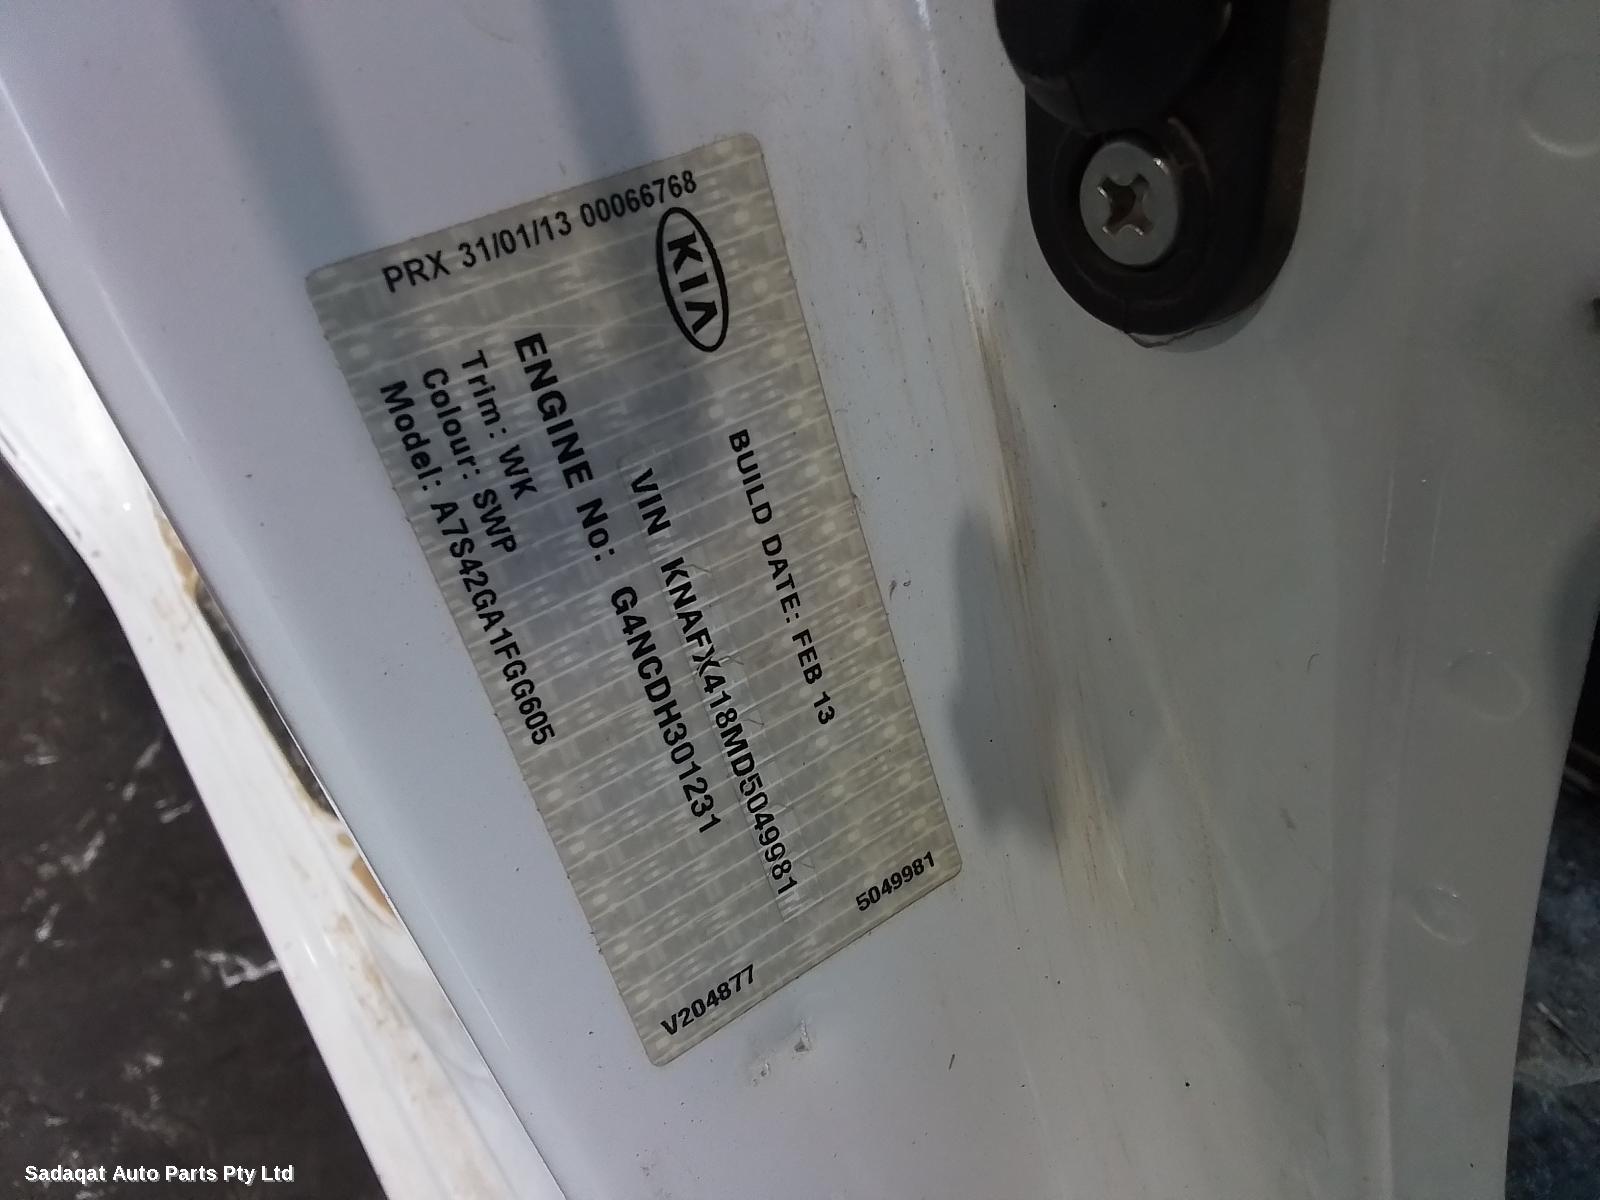 PRX 31/01/13 00066768
KIA
BUILD DATE: FEB 13
VIN KNAFX418MD5049981
ENGINE No: G4NCDH301231
Trim: WK
Colour: SWP
Model: A7S42GA1FGG605
5049981
V204877
Sadaqat Auto Parts Pty Ltd